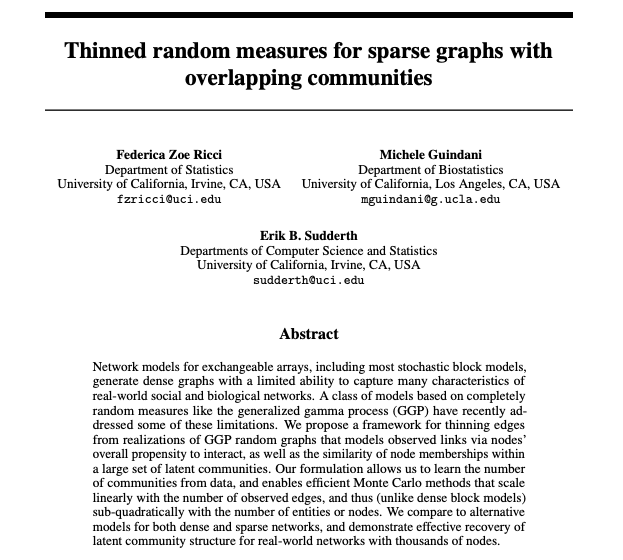 Thinned random measures for sparse graphs with
overlapping communities
Federica Zoe Ricci
Department of Statistics
University of California, Irvine, CA, USA
fzricci@uci.edu
Michele Guindani
Department of Biostatistics
University of California, Los Angeles, CA, USA
mguindani@g.ucla.edu
Erik B. Sudderth
Departments of Computer Science and Statistics
University of California, Irvine, CA, USA
sudderth@uci.edu
Abstract
Network models for exchangeable arrays, including most stochastic block models,
generate dense graphs with a limited ability to capture many characteristics of
real-world social and biological networks. A class of models based on completely
random measures like the generalized gamma process (GGP) have recently ad-
dressed some of these limitations. We propose a framework for thinning edges
from realizations of GGP random graphs that models observed links via nodes'
overall propensity to interact, as well as the similarity of node memberships within
a large set of latent communities. Our formulation allows us to learn the number
of communities from data, and enables efficient Monte Carlo methods that scale
linearly with the number of observed edges, and thus (unlike dense block models)
sub-quadratically with the number of entities or nodes. We compare to alternative
models for both dense and sparse networks, and demonstrate effective recovery of
latent community structure for real-world networks with thousands of nodes.